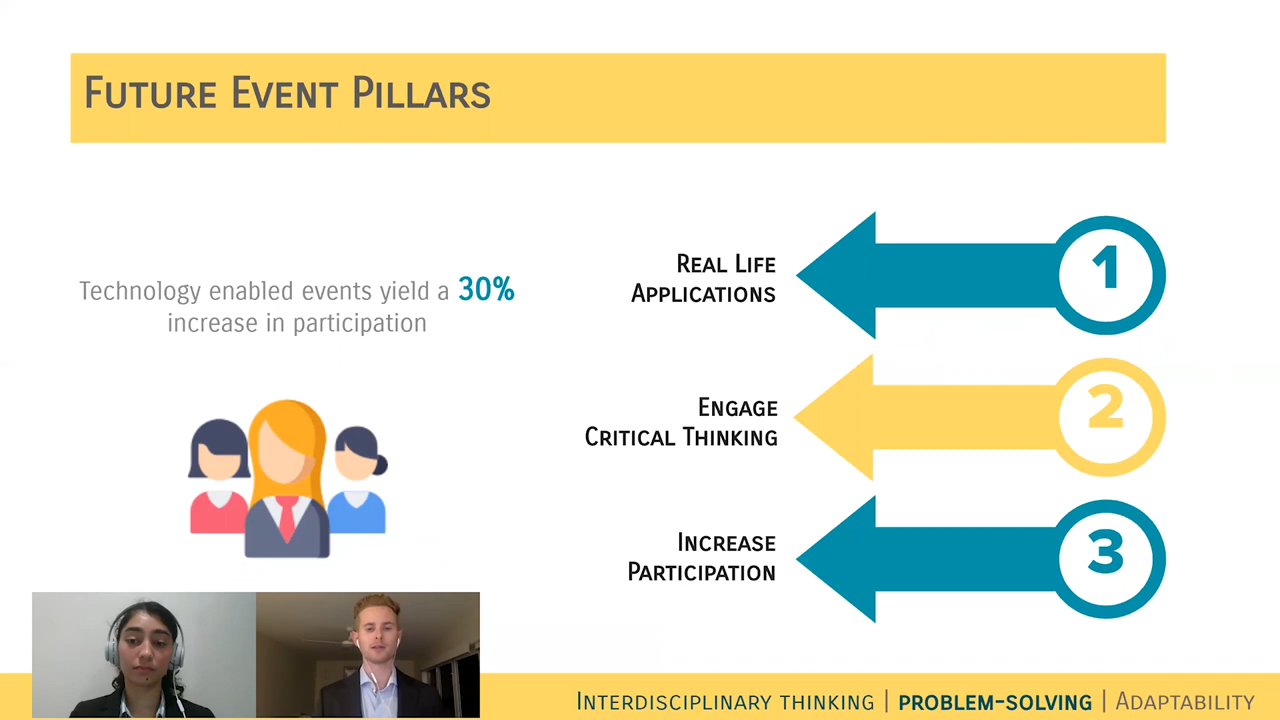 Future Event Pillars
Technology enabled events yield a 30%
increase in participation
Real Life
Applications
1
Engage
Critical Thinking
2
Increase
Participation
3
Interdisciplinary thinking | problem-solving | Adaptability